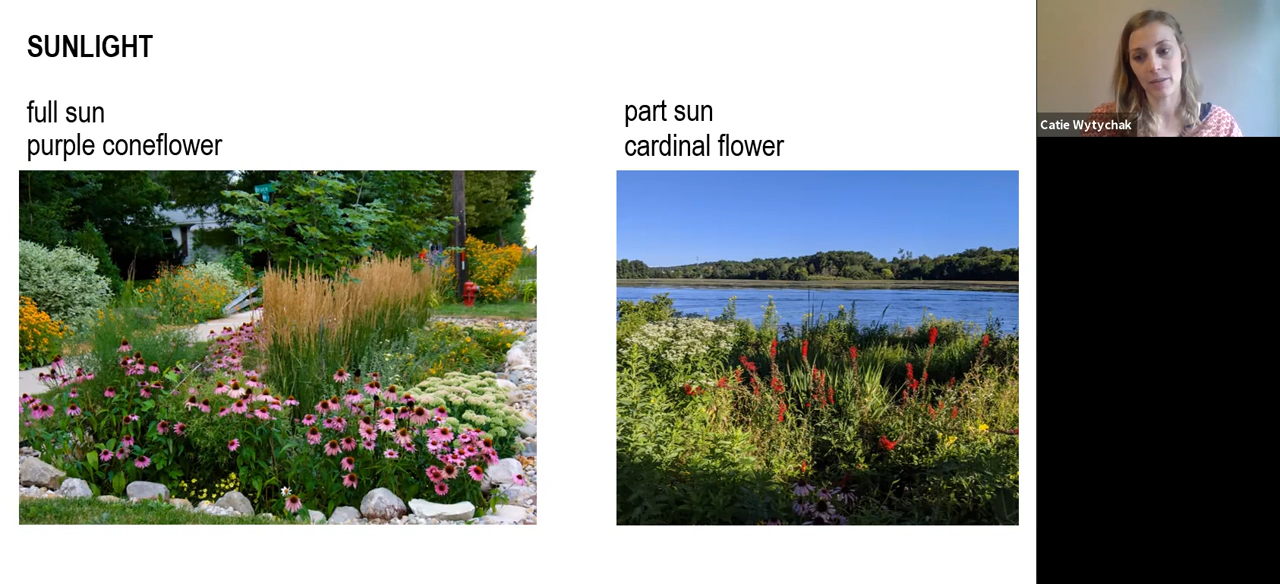 SUNLIGHT
full sun
purple coneflower
part sun
cardinal flower
Catie Wytychak